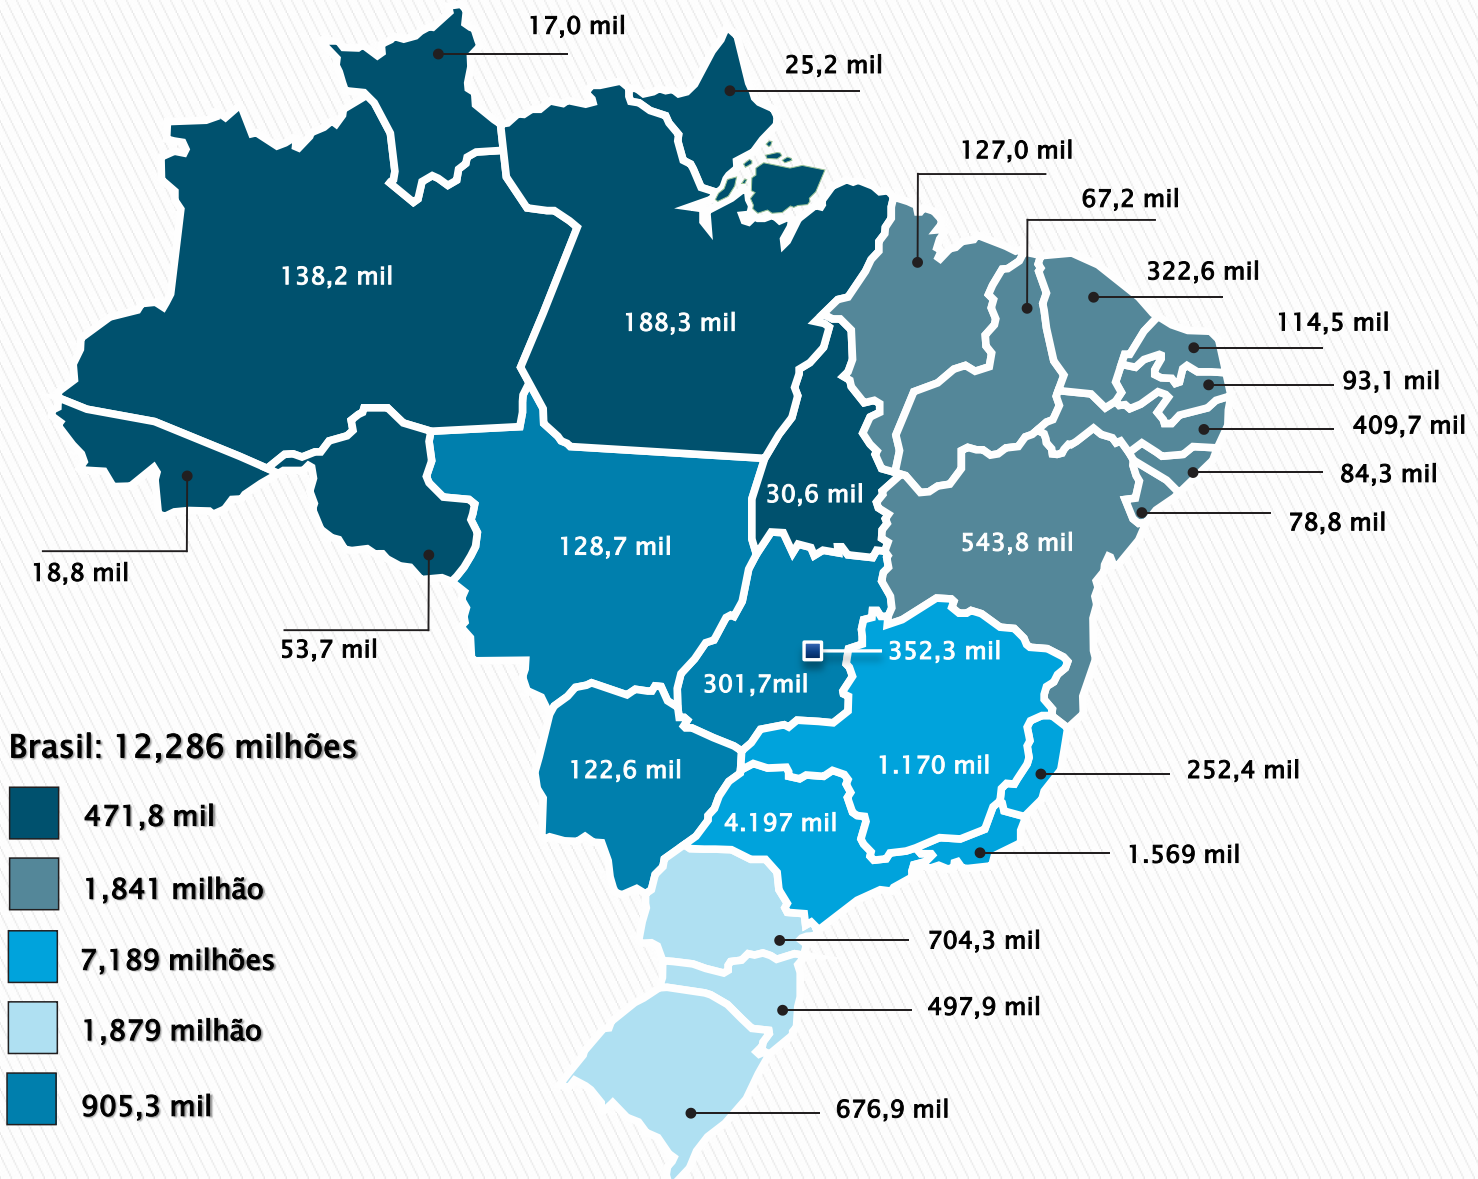 17,0 mil
25,2 mil
127,0 mil
67,2 mil
138,2 mil
322,6 mil
188,3 mil
114,5 mil
93,1 mil
409,7 mil
84,3 mil
30,6 mil
78,8 mil
128,7 mil
543,8 mil
18,8 mil
53,7 mil
352,3 mil
301,7mil
Brasil: 12,286 milhões
122,6 mil
1.170 mil
252,4 mil
471,8 mil
4.197 mil
1.569 mil
1,841 milhão
704,3 mil
7,189 milhões
497,9 mil
1,879 milhão
905,3 mil
676,9 mil